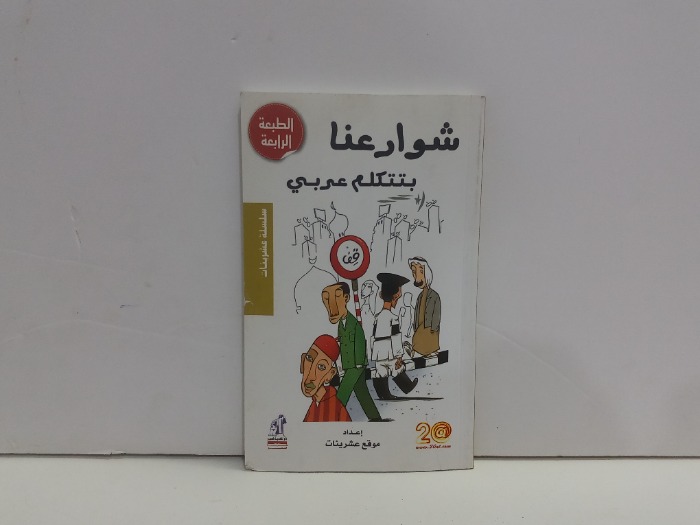 الطبعة
الرابعة
شوارعنا
بتتكلم عربي
سلسلة عشرينات
قف
إعداد
موقع عشرينات